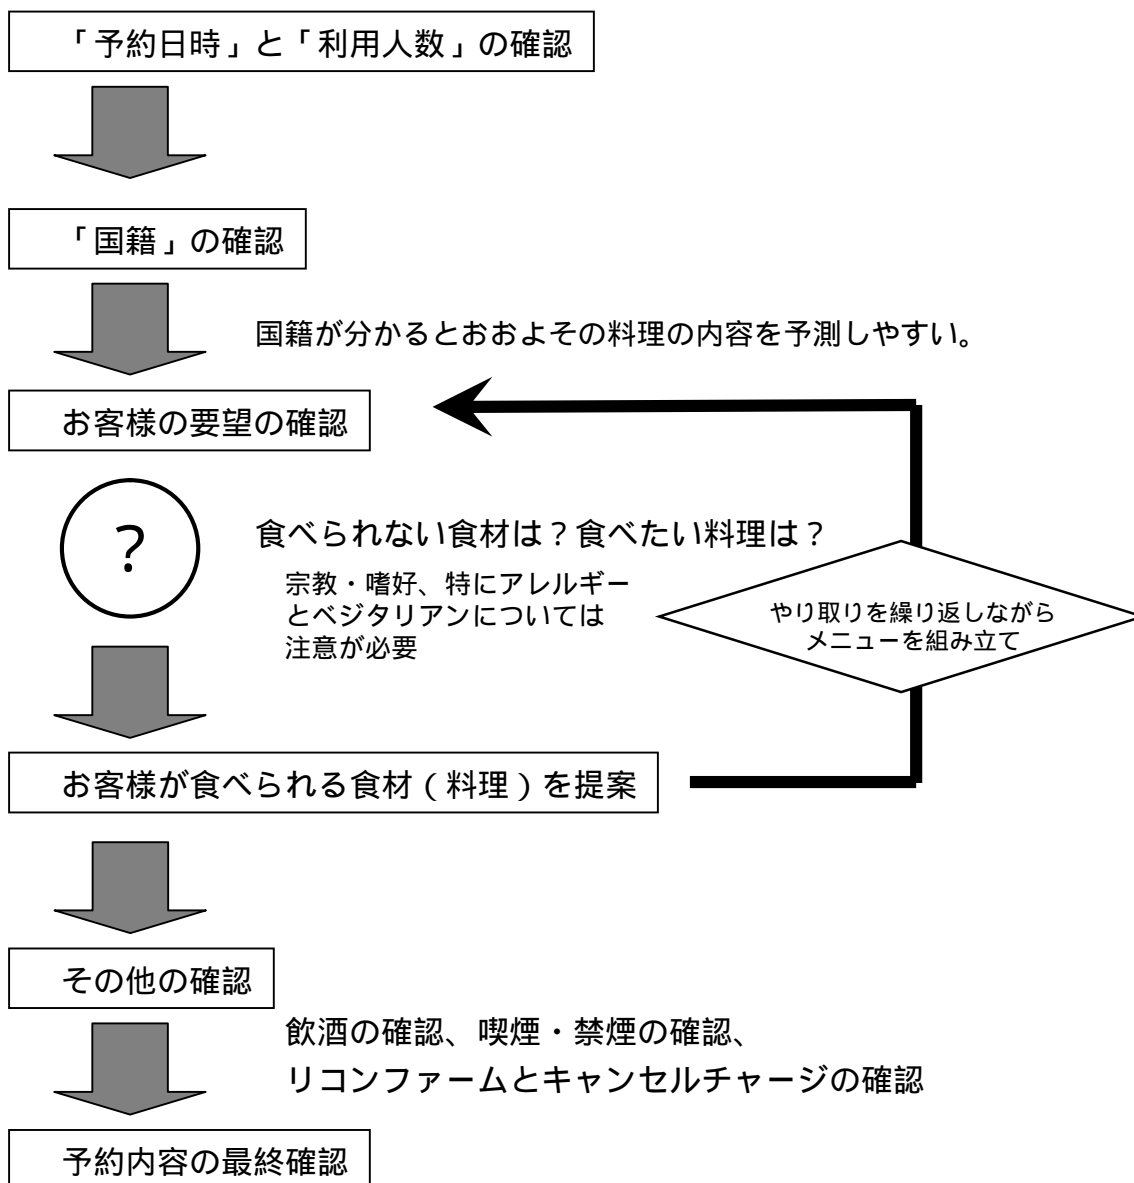 「予約日時」と「利用人数」の確認
「国籍」の確認
国籍が分かるとおおよその料理の内容を予測しやすい。
お客様の要望の確認
？
食べられない食材は？食べたい料理は？
宗教・嗜好、特にアレルギー
とベジタリアンについては
注意が必要
やり取りを繰り返しながら
メニューを組み立て
お客様が食べられる食材（料理）を提案
その他の確認
飲酒の確認、喫煙・禁煙の確認、
リコンファームとキャンセルチャージの確認
予約内容の最終確認